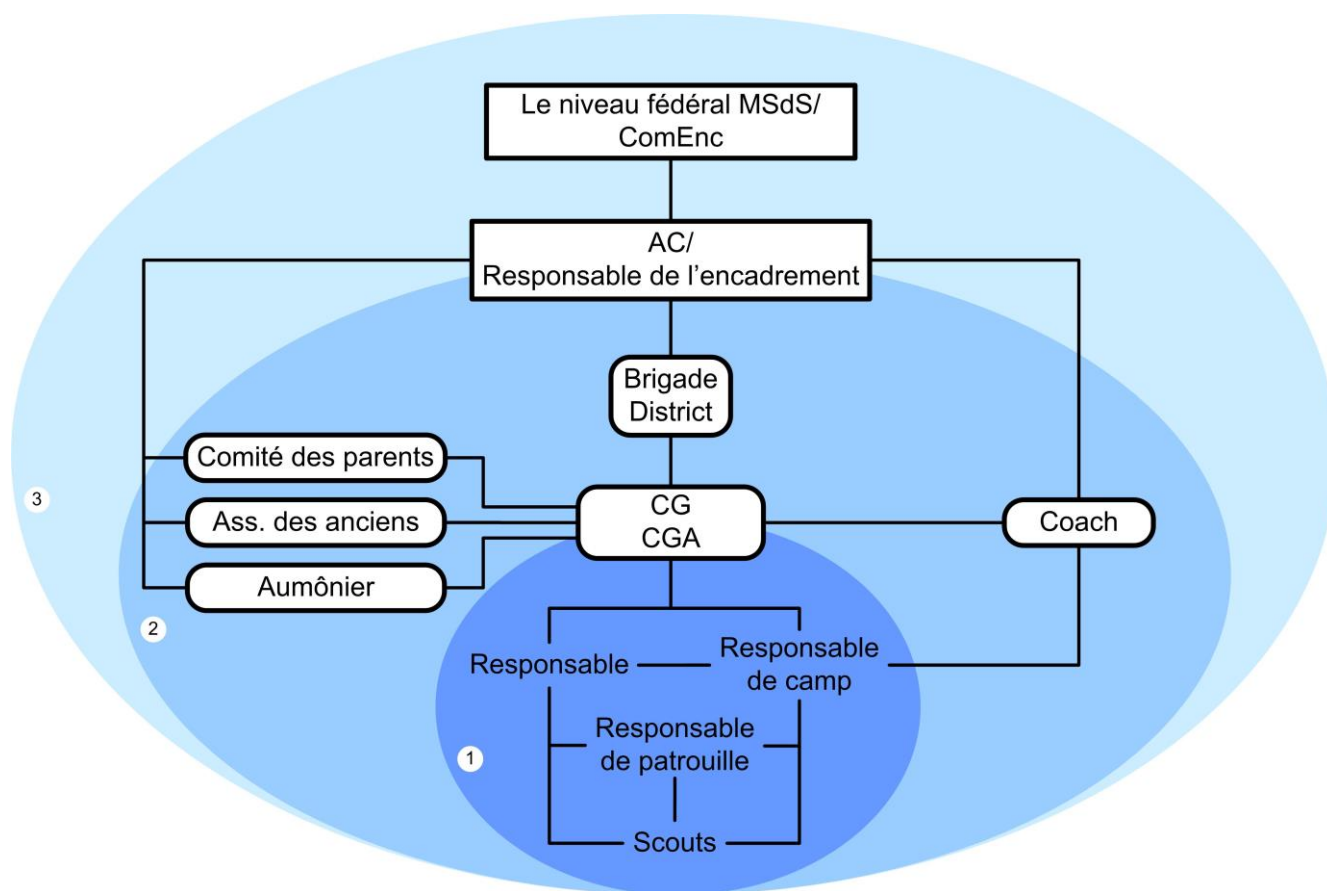 Le niveau fédéral MSdS/
ComEnc
AC/
Responsable de l’encadrement
Brigade
District
Comité des parents
Ass. des anciens
Aumônier
CG
CGA
Coach
3
2
1
Responsable
Responsable
de camp
Responsable
de patrouille
Scouts